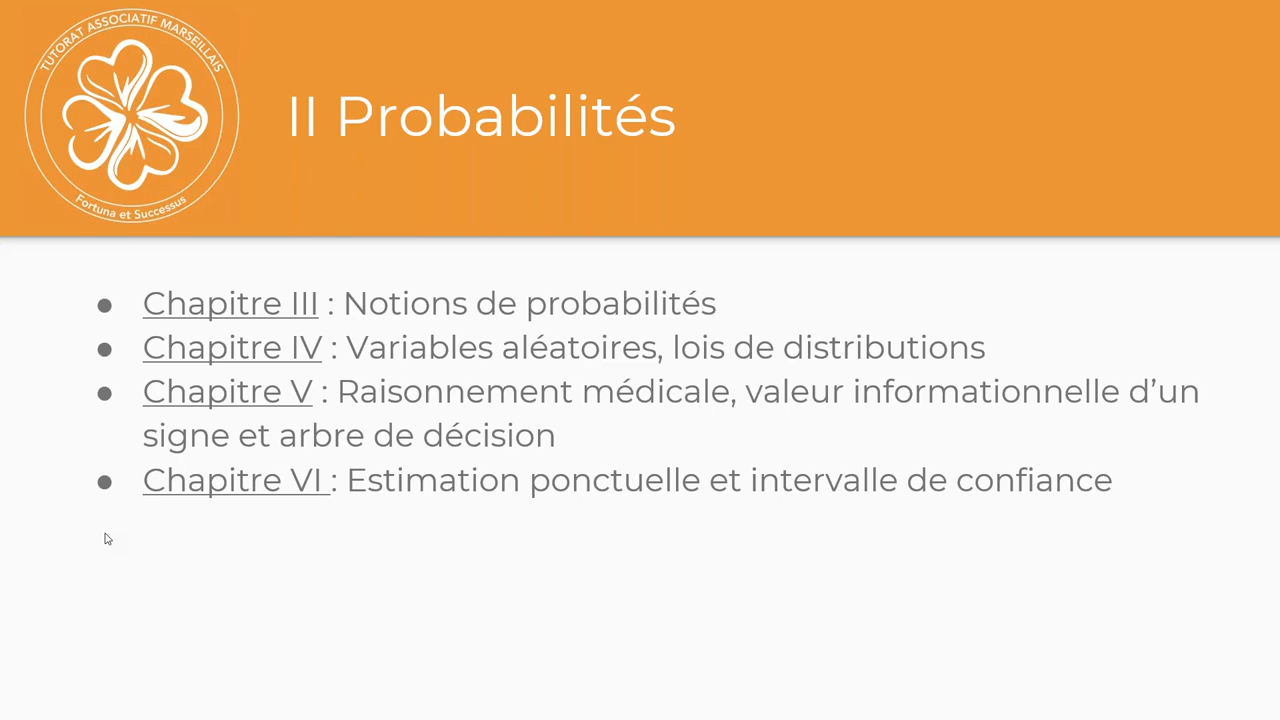 TUTORAT ASSOCIATIF MARSEILLAIS
Fortuna et Successus
II Probabilités
● Chapitre III : Notions de probabilités
● Chapitre IV : Variables aléatoires, lois de distributions
● Chapitre V : Raisonnement médicale, valeur informationnelle d’un
signe et arbre de décision
● Chapitre VI : Estimation ponctuelle et intervalle de confiance